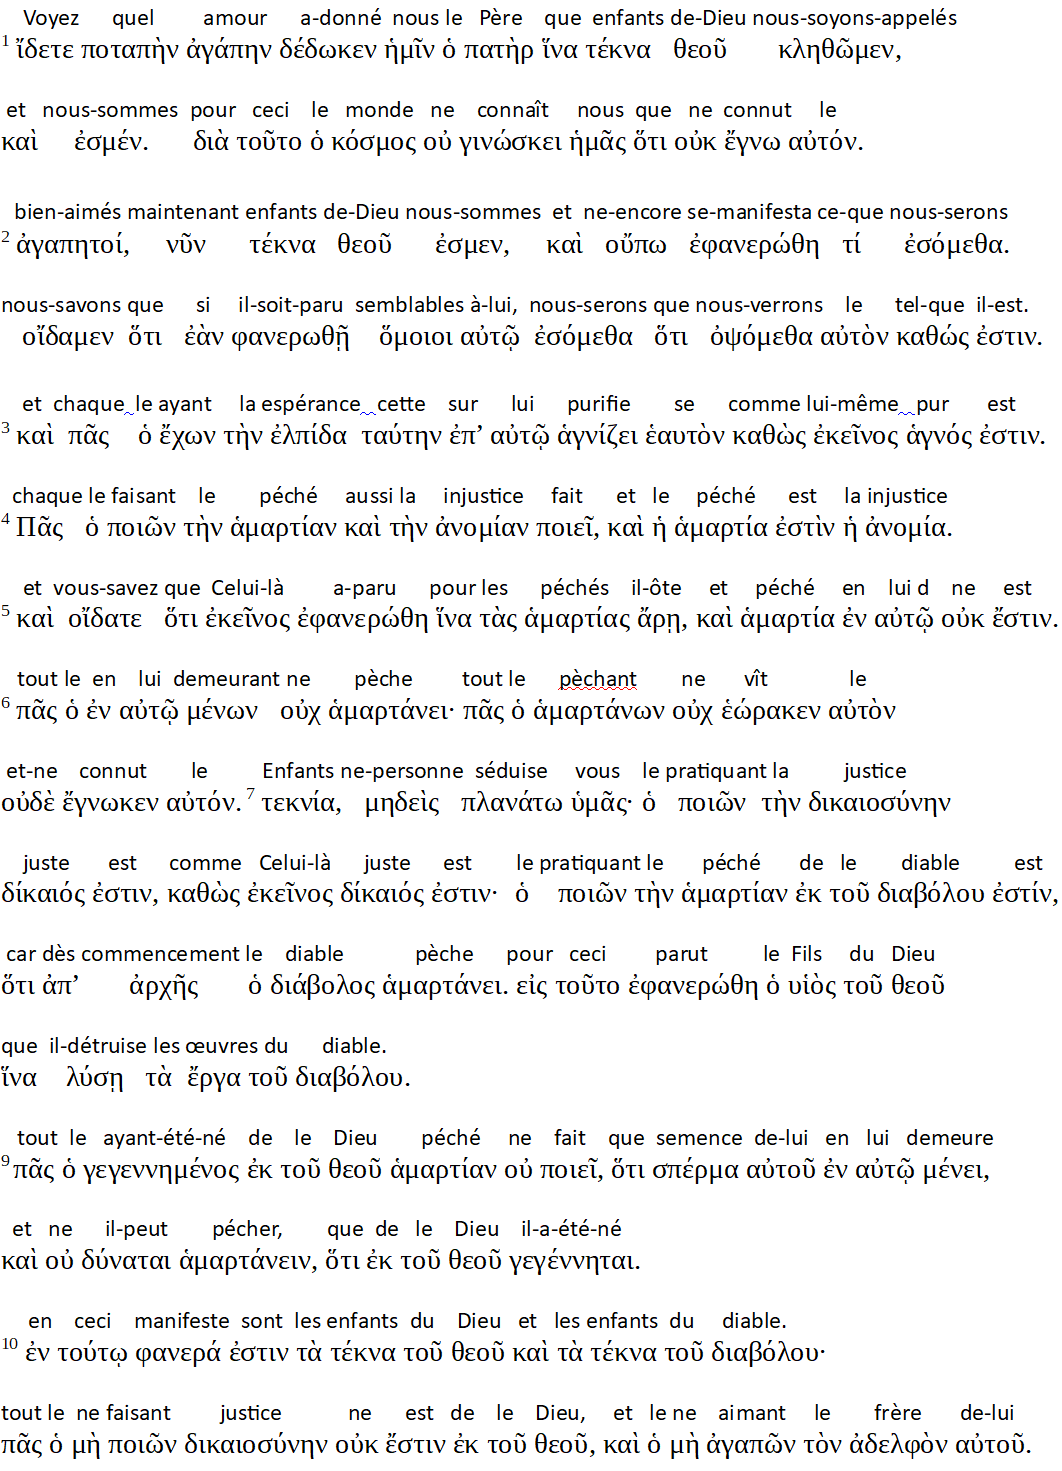 Voyez quel amour a-donné nous le Père que enfants de-Dieu nous-soyons-appelés
1 ἴδετε ποταπὴν ἀγάπην δέδωκεν ἡμῖν ὁ πατὴρ ἵνα τέκνα θεοῦ κληθῶμεν,
et nous-sommes pour ceci le monde ne connaît nous que ne connut le
καὶ ἐσμέν. διὰ τοῦτο ὁ κόσμος οὐ γινώσκει ἡμᾶς ὅτι οὐκ ἔγνω αὐτόν.
bien-aimés maintenant enfants de-Dieu nous-sommes et ne-encore se-manifesta ce-que nous-serons
2 ἀγαπητοί, νῦν τέκνα θεοῦ ἐσμεν, καὶ οὔπω ἐφανερώθη τί ἐσόμεθα.
nous-savons que si il-soit-paru semblables à-lui, nous-serons que nous-verrons le tel-que il-est.
οἴδαμεν ὅτι ἐὰν φανερωθῇ ὅμοιοι αὐτῷ ἐσόμεθα ὅτι ὀψόμεθα αὐτὸν καθώς ἐστιν.
et chaque le ayant la espérance cette sur lui purifie se comme lui-même pur est
3 καὶ πᾶς ὁ ἔχων τὴν ἐλπίδα ταύτην ἐπ’ αὐτῷ ἁγνίζει ἑαυτὸν καθὼς ἐκεῖνος ἁγνός ἐστιν.
chaque le faisant le péché aussi la injustice fait et le péché est la injustice
4 Πᾶς ὁ ποιῶν τὴν ἁμαρτίαν καὶ τὴν ἀνομίαν ποιεῖ, καὶ ἡ ἁμαρτία ἐστὶν ἡ ἀνομία.
et vous-savez que Celui-là a-paru pour les péchés il-ôte et péché en lui d ne est
5 καὶ οἴδατε ὅτι ἐκεῖνος ἐφανερώθη ἵνα τὰς ἁμαρτίας ἄρῃ, καὶ ἁμαρτία ἐν αὐτῷ οὐκ ἔστιν.
tout le en lui demeurant ne pèche tout le pèchant ne vît le
6 πᾶς ὁ ἐν αὐτῷ μένων οὐχ ἁμαρτάνει· πᾶς ὁ ἁμαρτάνων οὐχ ἑώρακεν αὐτὸν
et-ne connut le Enfants ne-personne séduise vous le pratiquant la justice
οὐδὲ ἔγνωκεν αὐτόν. 7 τεκνία, μηδεὶς πλανάτω ὑμᾶς· ὁ ποιῶν τὴν δικαιοσύνην
juste est comme Celui-là juste est le pratiquant le péché de le diable est
δίκαιός ἐστιν, καθὼς ἐκεῖνος δίκαιός ἐστιν· ὁ ποιῶν τὴν ἁμαρτίαν ἐκ τοῦ διαβόλου ἐστίν,
car dès commencement le diable pèche pour ceci parut le Fils du Dieu
ὅτι ἀπ’ ἀρχῆς ὁ διάβολος ἁμαρτάνει. εἰς τοῦτο ἐφανερώθη ὁ υἱὸς τοῦ θεοῦ
que il-détruise les œuvres du diable.
ἵνα λύσῃ τὰ ἔργα τοῦ διαβόλου.
tout le ayant-été-né de le Dieu péché ne fait que semence de-lui en lui demeure
9 πᾶς ὁ γεγεννημένος ἐκ τοῦ θεοῦ ἁμαρτίαν οὐ ποιεῖ, ὅτι σπέρμα αὐτοῦ ἐν αὐτῷ μένει,
et ne il-peut pécher, que de le Dieu il-a-été-né
καὶ οὐ δύναται ἁμαρτάνειν, ὅτι ἐκ τοῦ θεοῦ γεγέννηται.
en ceci manifeste sont les enfants du Dieu et les enfants du diable.
10 ἐν τούτῳ φανερά ἐστιν τὰ τέκνα τοῦ θεοῦ καὶ τὰ τέκνα τοῦ διαβόλου·
tout le ne faisant justice ne est de le Dieu, et le ne aimant le frère de-lui
πᾶς ὁ μὴ ποιῶν δικαιοσύνην οὐκ ἔστιν ἐκ τοῦ θεοῦ, καὶ ὁ μὴ ἀγαπῶν τὸν ἀδελφὸν αὐτοῦ.